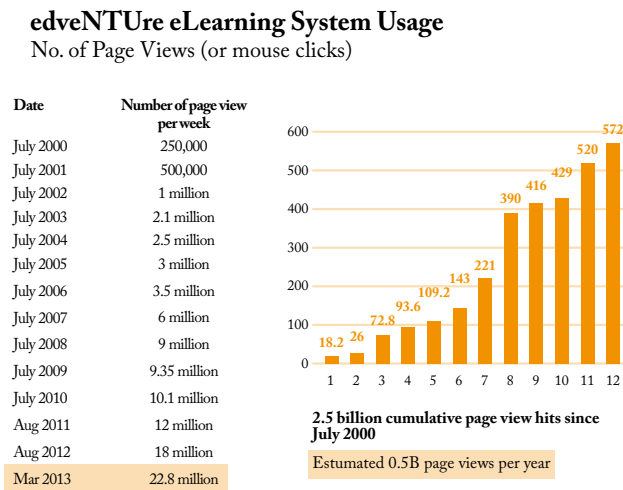 edveNTUre eLearning System Usage
No. of Page Views (or mouse clicks)
Date Number of page view
per week
July 2000 250,000
July 2001 500,000
July 2002 1 million
July 2003 2.1 million
July 2004 2.5 million
July 2005 3 million
July 2006 3.5 million
July 2007 6 million
July 2008 9 million
July 2009 9.35 million
July 2010 10.1 million
Aug 2011 12 million
Aug 2012 18 million
Mar 2013 22.8 million
600
500
400
300
200
100
0
18.2 26 72.8 93.6 109.2 143 221 390 416 429 520 572
1 2 3 4 5 6 7 8 9 10 11 12
2.5 billion cumulative page view hits since
July 2000
Estumated 0.5B page views per year